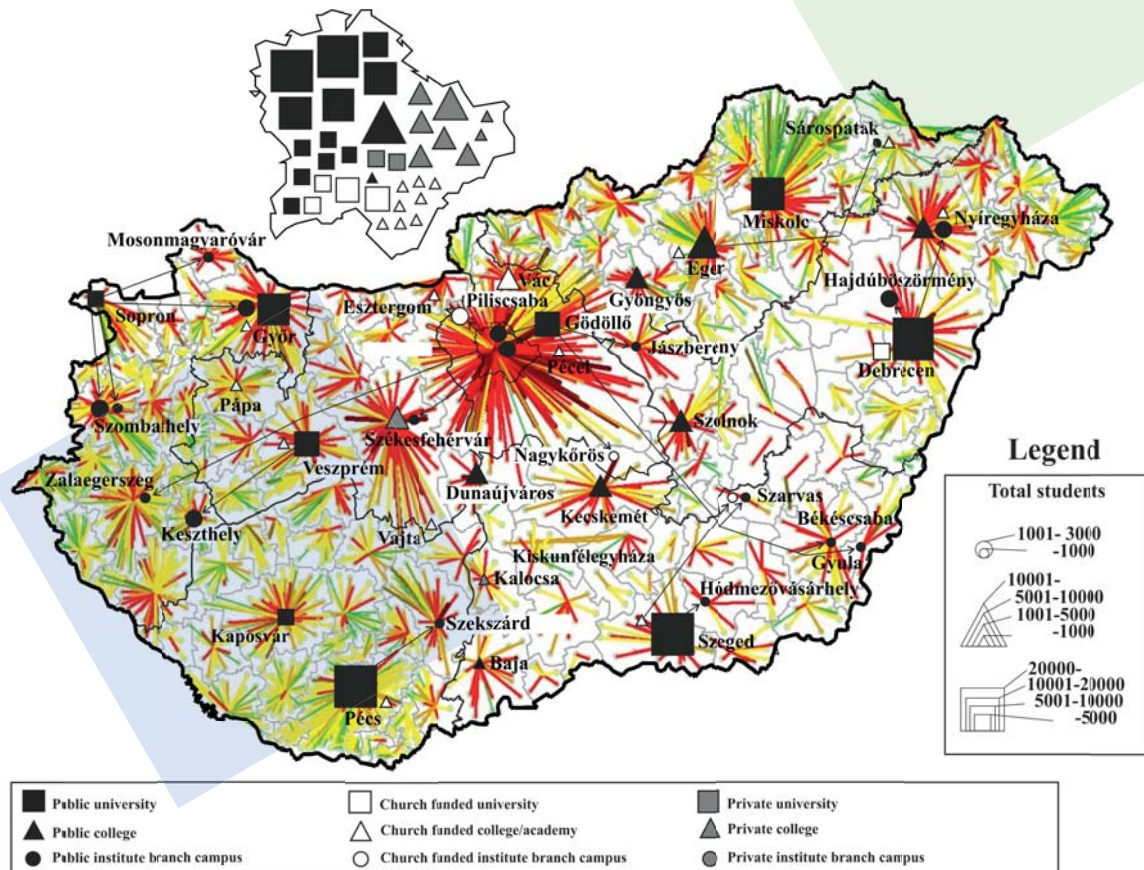 Sárospatak
Miskolc
Nyíregyháza
Mosonmagyaróvár
Eger
Vác
Hajdúböszörmény
Esztergom
Piliscsaba
Gyöngyös
Sopron
Gödöllő
Győr
Jászberény
Pécel
Debrecen
Pápa
Szombathely
Székesfehérvár
Szolnok
Veszprém
Nagykőrös
Zalaegerszeg
Dunaújváros
Szarvas
Keszthely
Kecskemét
Békéscsaba
Vajta
Kiskunfélegyháza
Gyula
Kalocsa
Hódmezővásárhely
Kaposvár
Szekszárd
Szeged
Baja
Pécs
Legend
Total students
1001- 3000
-1000
10001-
5001-10000
1001-5000
-1000
20000-
10001-20000
5001-10000
-5000
Public university
Church funded university
Private university
Public college
Church funded college/academy
Private college
Public institute branch campus
Church funded institute branch campus
Private institute branch campus